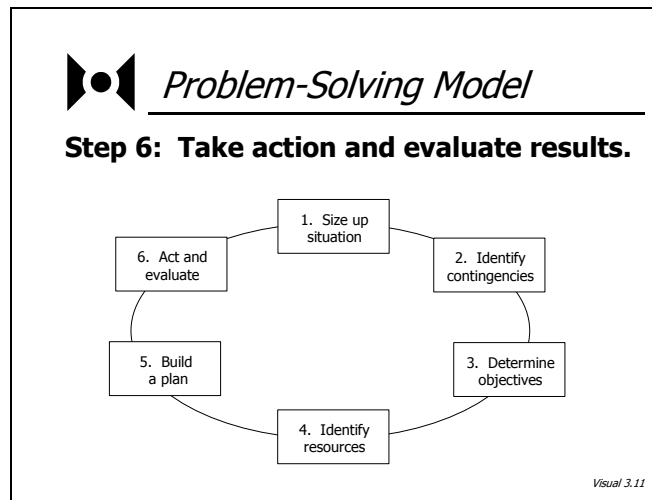 Problem-Solving Model
Step 6: Take action and evaluate results.
1. Size up
situation
2. Identify
contingencies
3. Determine
objectives
4. Identify
resources
5. Build
a plan
6. Act and
evaluate
Visual 3.11